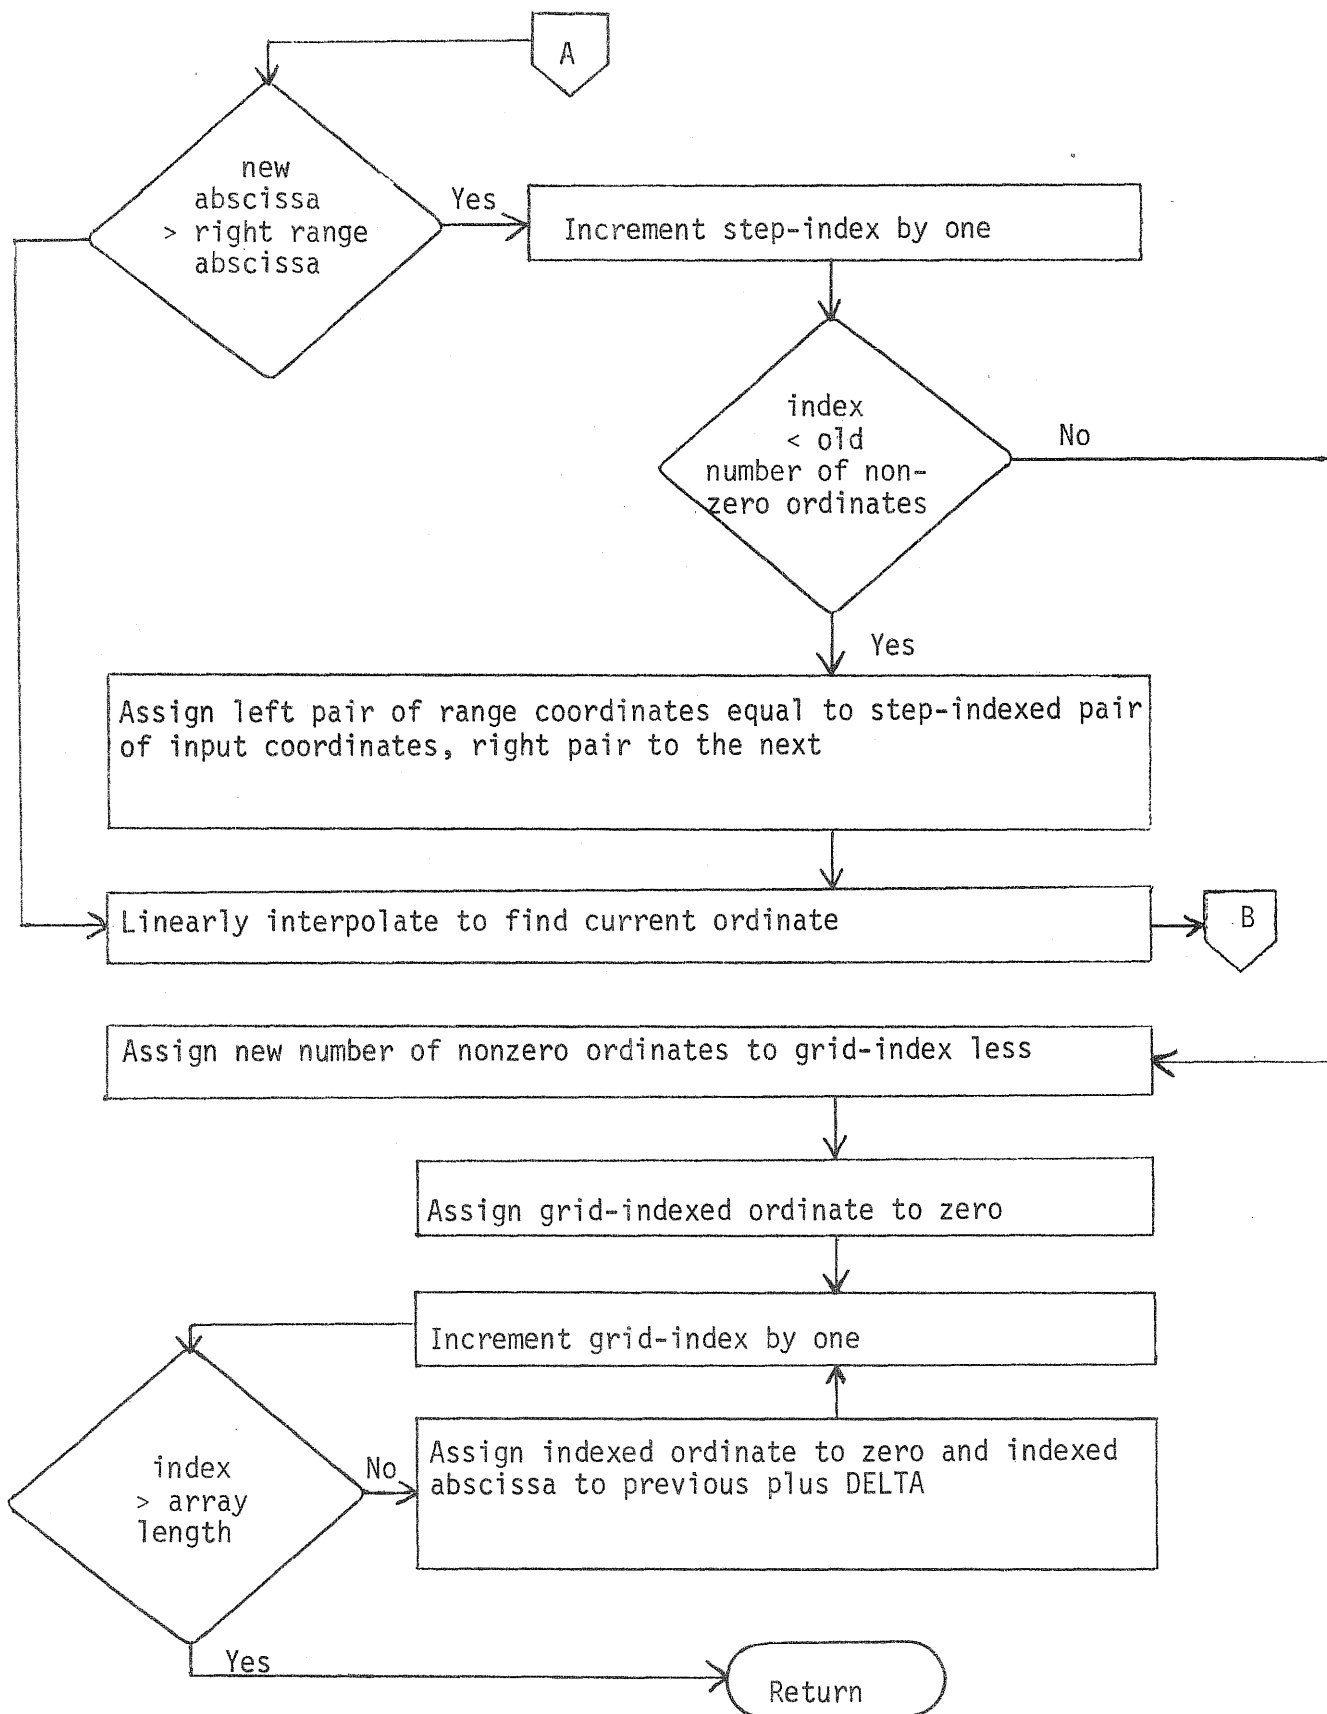 A
new
abscissa
> right range
abscissa
Yes
Increment step-index by one
index
< old
number of non-
zero ordinates
No
Yes
Assign left pair of range coordinates equal to step-indexed pair
of input coordinates, right pair to the next
Linearly interpolate to find current ordinate
B
Assign new number of nonzero ordinates to grid-index less
Assign grid-indexed ordinate to zero
Increment grid-index by one
index
> array
length
No
Assign indexed ordinate to zero and indexed
abscissa to previous plus DELTA
Yes
Return